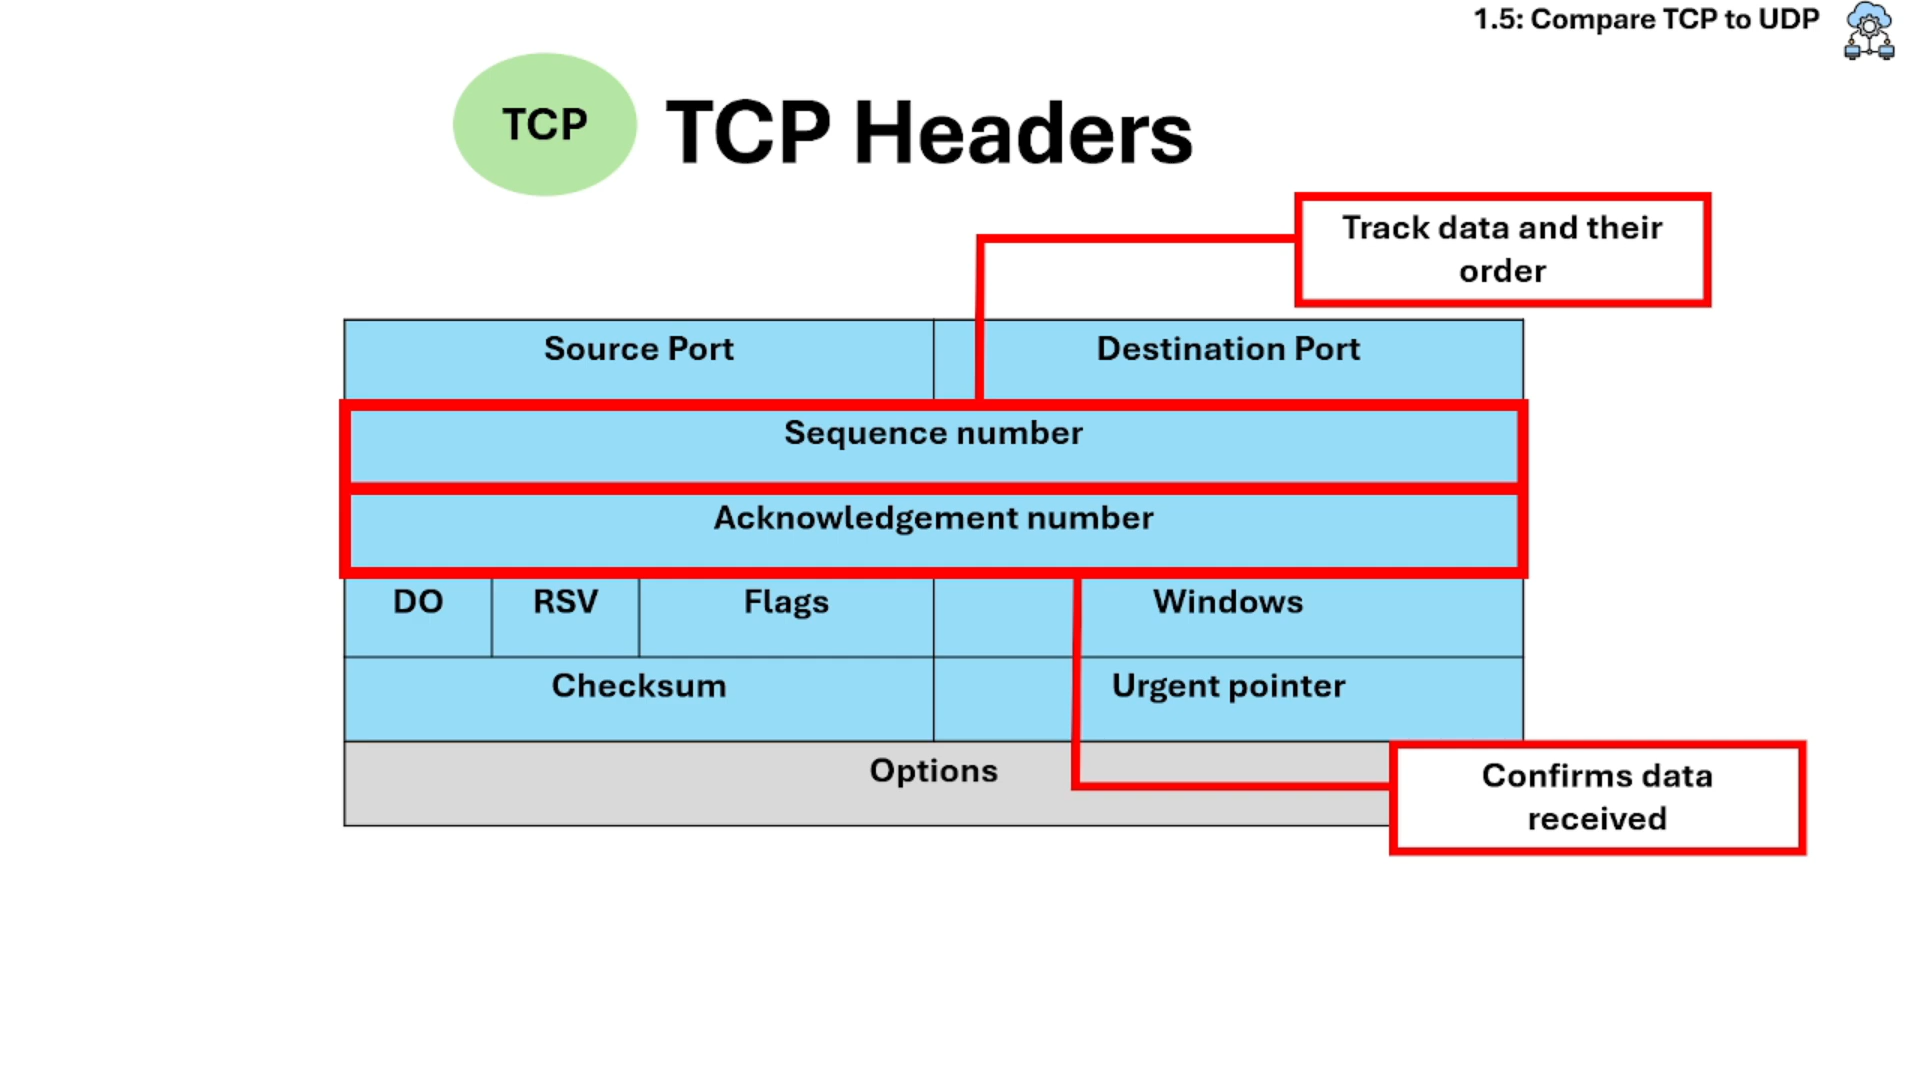 1.5: Compare TCP to UDP
TCP
TCP Headers
Track data and their
order
Source Port
Destination Port
Sequence number
Acknowledgement number
DO
RSV
Flags
Windows
Checksum
Urgent pointer
Options
Confirms data
received